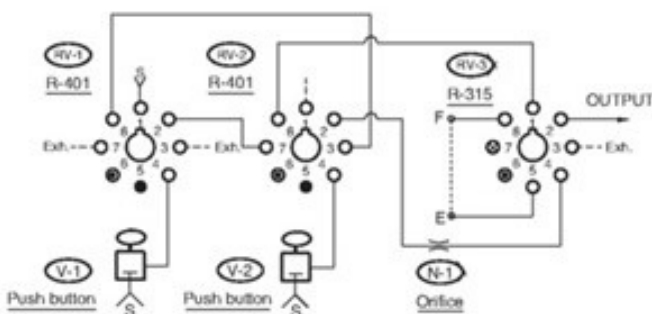 RV-1
R-401
S
RV-2
R-401
RV-3
R-315
OUTPUT
F
E
1
2
3
4
5
6
7
8
Exh.
1
2
3
4
5
6
7
8
Exh.
1
2
3
4
5
6
7
8
Exh.
V-1
Push button
S
V-2
Push button
S
N-1
Orifice